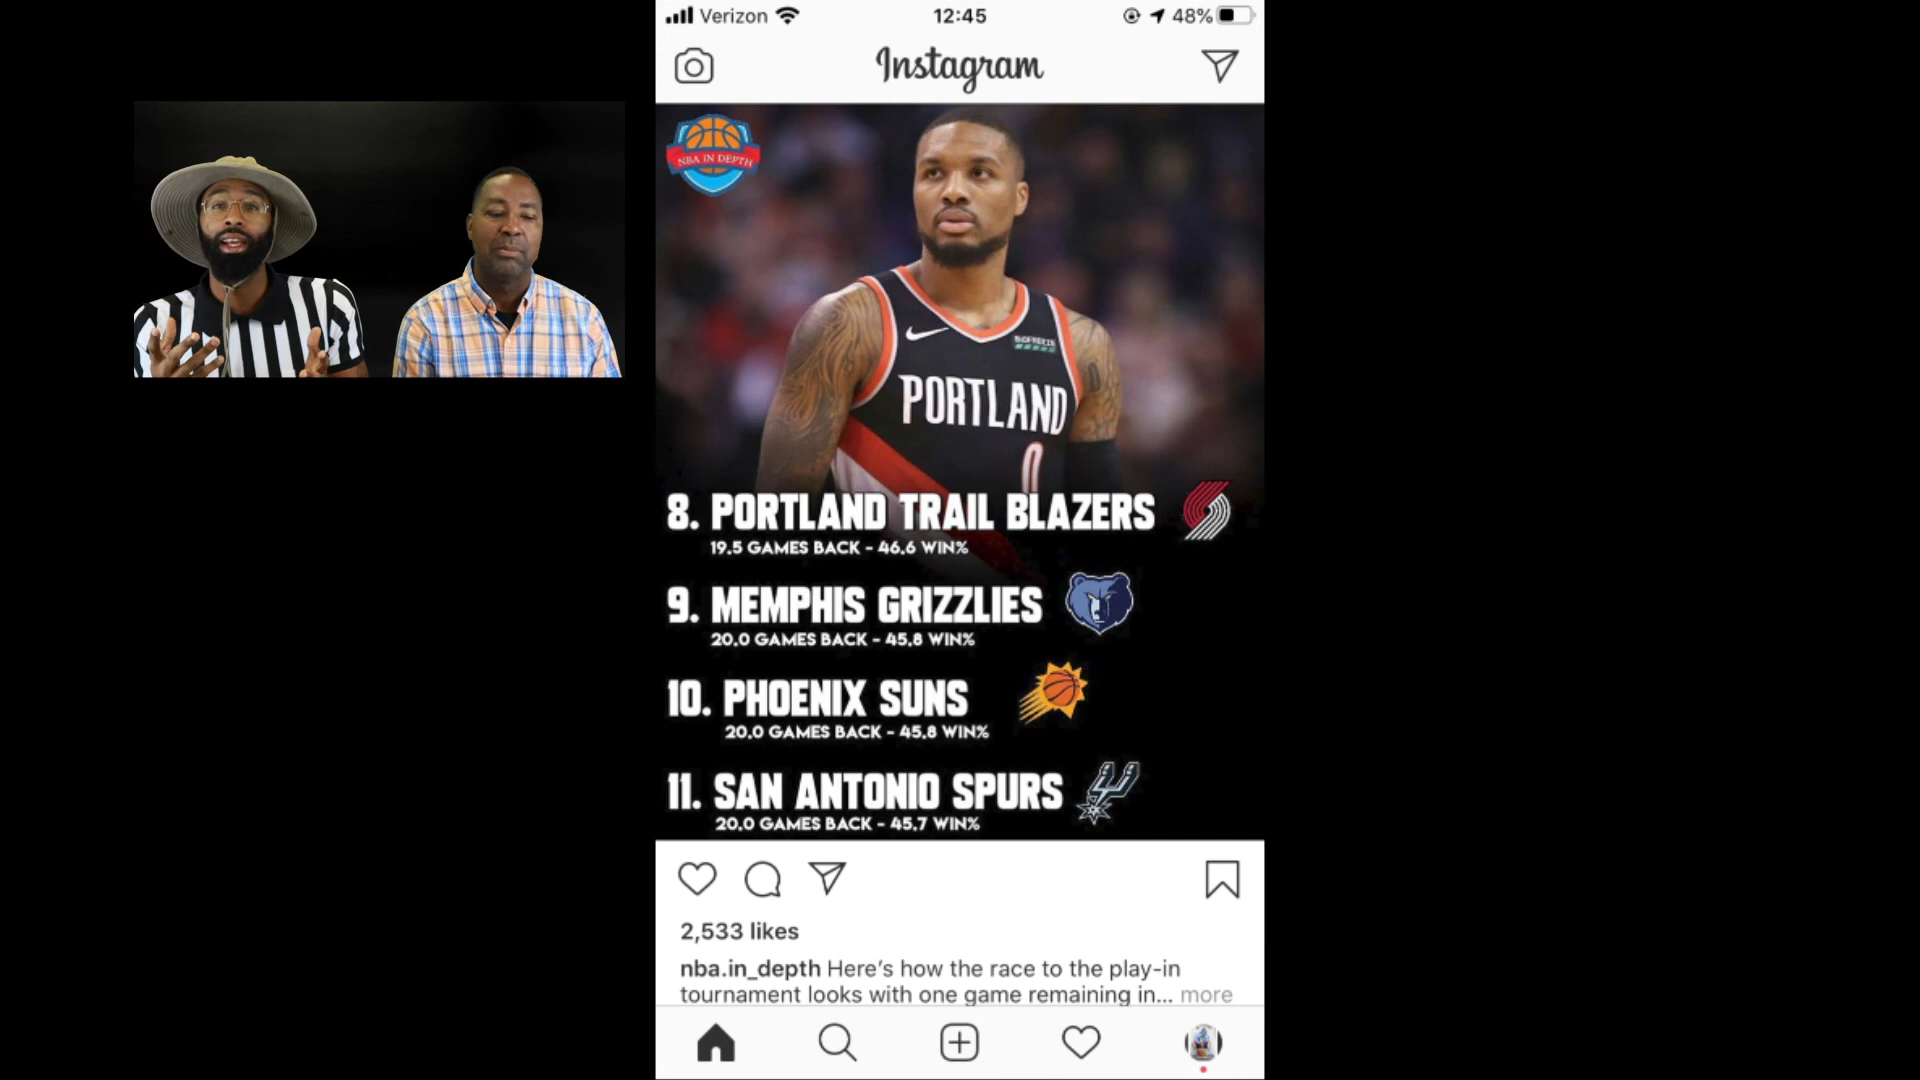 Verizon 12:45 48%
Instagram
NBA IN DEPTH
BIOFREEZE
PORTLAND
0
8. PORTLAND TRAIL BLAZERS
19.5 GAMES BACK - 46.6 WIN%
9. MEMPHIS GRIZZLIES
20.0 GAMES BACK - 45.8 WIN%
10. PHOENIX SUNS
20.0 GAMES BACK - 45.8 WIN%
11. SAN ANTONIO SPURS
20.0 GAMES BACK - 45.7 WIN%
2,533 likes
nba.in_depth Here’s how the race to the play-in
tournament looks with one game remaining in... more